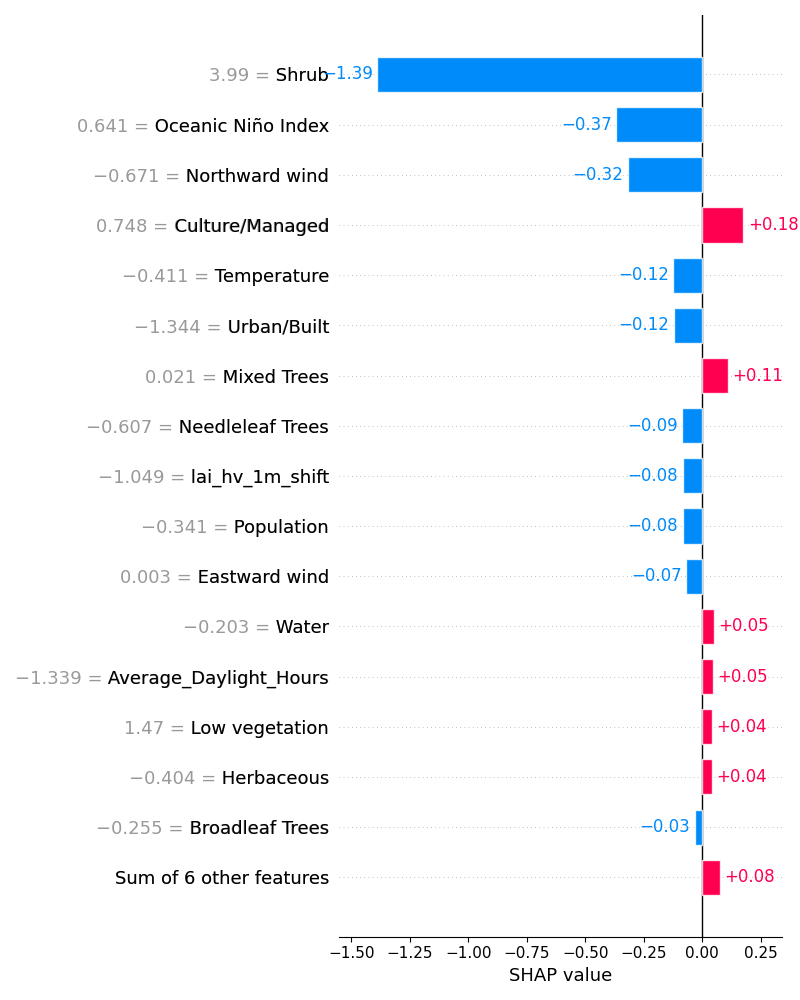 3.99 = Shrub −1.39
0.641 = Oceanic Niño Index −0.37
−0.671 = Northward wind −0.32
0.748 = Culture/Managed +0.18
−0.411 = Temperature −0.12
−1.344 = Urban/Built −0.12
0.021 = Mixed Trees +0.11
−0.607 = Needleleaf Trees −0.09
−1.049 = lai_hv_1m_shift −0.08
−0.341 = Population −0.08
0.003 = Eastward wind −0.07
−0.203 = Water +0.05
−1.339 = Average_Daylight_Hours +0.05
1.47 = Low vegetation +0.04
−0.404 = Herbaceous +0.04
−0.255 = Broadleaf Trees −0.03
Sum of 6 other features +0.08
−1.50 −1.25 −1.00 −0.75 −0.50 −0.25 0.00 0.25
SHAP value